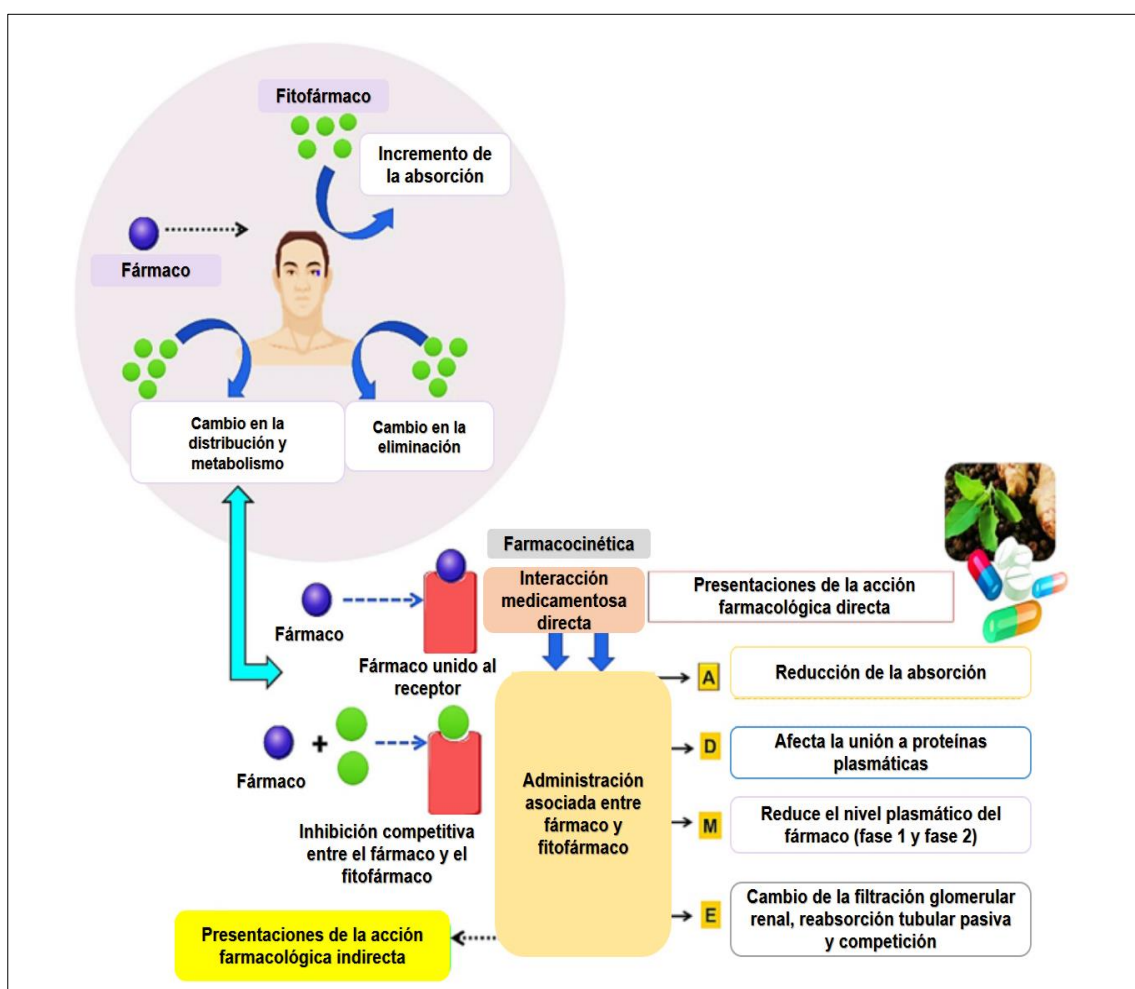 Fitofármaco
Incremento de
la absorción
Fármaco
Cambio en la
distribución y
metabolismo
Cambio en la
eliminación
Farmacocinética
Interacción
medicamentosa
directa
Presentaciones de la acción
farmacológica directa
Fármaco
Fármaco unido al
receptor
A
Reducción de la absorción
D
Afecta la unión a proteínas
plasmáticas
Fármaco
+
Inhibición competitiva
entre el fármaco y el
fitofármaco
Administración
asociada entre
fármaco y
fitofármaco
M
Reduce el nivel plasmático del
fármaco (fase 1 y fase 2)
E
Cambio de la filtración glomerular
renal, reabsorción tubular pasiva
y competición
Presentaciones de la acción
farmacológica indirecta